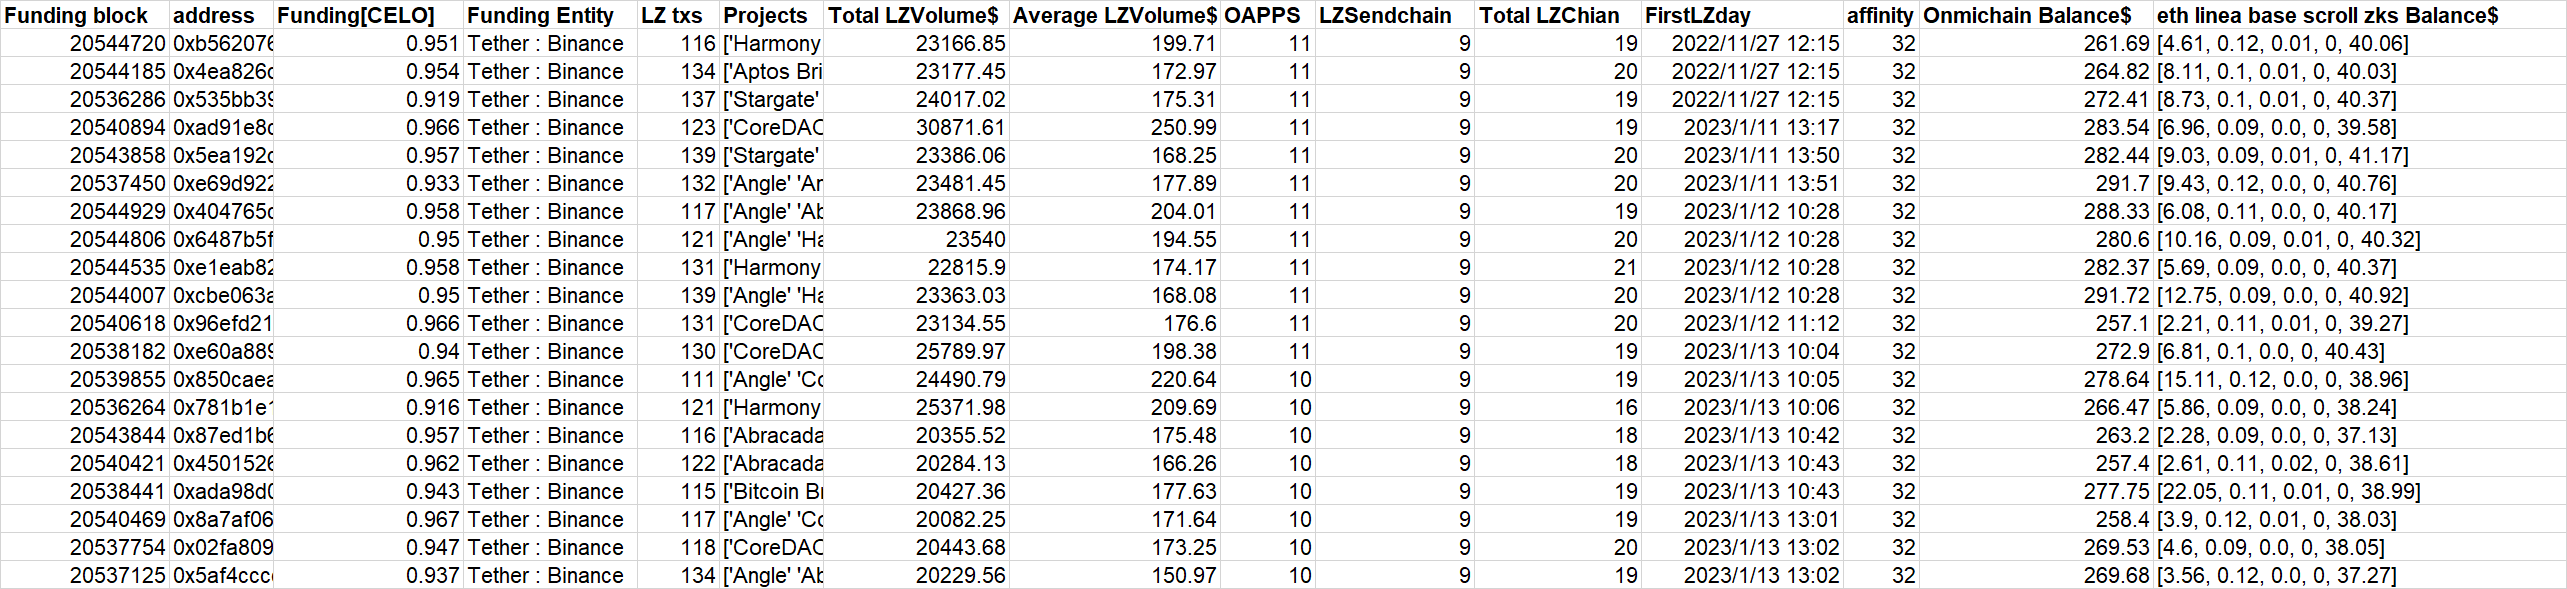 Funding block address Funding[CELO] Funding Entity LZ txs Projects Total LZVolume$ Average LZVolume$ OAPPS LZSendchain Total LZChian FirstLZday affinity Onmichain Balance$ eth linea base scroll zks Balance$
20544720 0xb562076 0.951 Tether : Binance 116 ['Harmony 23166.85 199.71 11 9 19 2022/11/27 12:15 32 261.69 [4.61, 0.12, 0.01, 0, 40.06]
20544185 0x4ea826c 0.954 Tether : Binance 134 ['Aptos Bri 23177.45 172.97 11 9 20 2022/11/27 12:15 32 264.82 [8.11, 0.1, 0.01, 0, 40.03]
20536286 0x535bb39 0.919 Tether : Binance 137 ['Stargate' 24017.02 175.31 11 9 19 2022/11/27 12:15 32 272.41 [8.73, 0.1, 0.01, 0, 40.37]
20540894 0xad91e8c 0.966 Tether : Binance 123 ['CoreDAO 30871.61 250.99 11 9 19 2023/1/11 13:17 32 283.54 [6.96, 0.09, 0.0, 0, 39.58]
20543858 0x5ea192c 0.957 Tether : Binance 139 ['Stargate' 23386.06 168.25 11 9 20 2023/1/11 13:50 32 282.44 [9.03, 0.09, 0.01, 0, 41.17]
20537450 0xe69d922 0.933 Tether : Binance 132 ['Angle' 'Ar 23481.45 177.89 11 9 20 2023/1/11 13:51 32 291.7 [9.43, 0.12, 0.0, 0, 40.76]
20544929 0x404765c 0.958 Tether : Binance 117 ['Angle' 'Ab 23868.96 204.01 11 9 19 2023/1/12 10:28 32 288.33 [6.08, 0.11, 0.0, 0, 40.17]
20544806 0x6487b5f 0.95 Tether : Binance 121 ['Angle' 'Ha 23540 194.55 11 9 20 2023/1/12 10:28 32 280.6 [10.16, 0.09, 0.01, 0, 40.32]
20544535 0xe1eab82 0.958 Tether : Binance 131 ['Harmony 22815.9 174.17 11 9 21 2023/1/12 10:28 32 282.37 [5.69, 0.09, 0.0, 0, 40.37]
20544007 0xcbe063a 0.95 Tether : Binance 139 ['Angle' 'Ha 23363.03 168.08 11 9 20 2023/1/12 10:28 32 291.72 [12.75, 0.09, 0.0, 0, 40.92]
20540618 0x96efd21 0.966 Tether : Binance 131 ['CoreDAO 23134.55 176.6 11 9 20 2023/1/12 11:12 32 257.1 [2.21, 0.11, 0.01, 0, 39.27]
20538182 0xe60a889 0.94 Tether : Binance 130 ['CoreDAO 25789.97 198.38 11 9 19 2023/1/13 10:04 32 272.9 [6.81, 0.1, 0.0, 0, 40.43]
20539855 0x850caea 0.965 Tether : Binance 111 ['Angle' 'Co 24490.79 220.64 10 9 19 2023/1/13 10:05 32 278.64 [15.11, 0.12, 0.0, 0, 38.96]
20536264 0x781b1e1 0.916 Tether : Binance 121 ['Harmony 25371.98 209.69 10 9 16 2023/1/13 10:06 32 266.47 [5.86, 0.09, 0.0, 0, 38.24]
20543844 0x87ed1b6 0.957 Tether : Binance 116 ['Abracada 20355.52 175.48 10 9 18 2023/1/13 10:42 32 263.2 [2.28, 0.09, 0.0, 0, 37.13]
20540421 0x4501526 0.962 Tether : Binance 122 ['Abracada 20284.13 166.26 10 9 18 2023/1/13 10:43 32 257.4 [2.61, 0.11, 0.02, 0, 38.61]
20538441 0xada98d0 0.943 Tether : Binance 115 ['Bitcoin Br 20427.36 177.63 10 9 19 2023/1/13 10:43 32 277.75 [22.05, 0.11, 0.01, 0, 38.99]
20540469 0x8a7af06 0.967 Tether : Binance 117 ['Angle' 'Co 20082.25 171.64 10 9 19 2023/1/13 13:01 32 258.4 [3.9, 0.12, 0.01, 0, 38.03]
20537754 0x02fa809 0.947 Tether : Binance 118 ['CoreDAO 20443.68 173.25 10 9 20 2023/1/13 13:02 32 269.53 [4.6, 0.09, 0.0, 0, 38.05]
20537125 0x5af4ccc 0.937 Tether : Binance 134 ['Angle' 'Ab 20229.56 150.97 10 9 19 2023/1/13 13:02 32 269.68 [3.56, 0.12, 0.0, 0, 37.27]